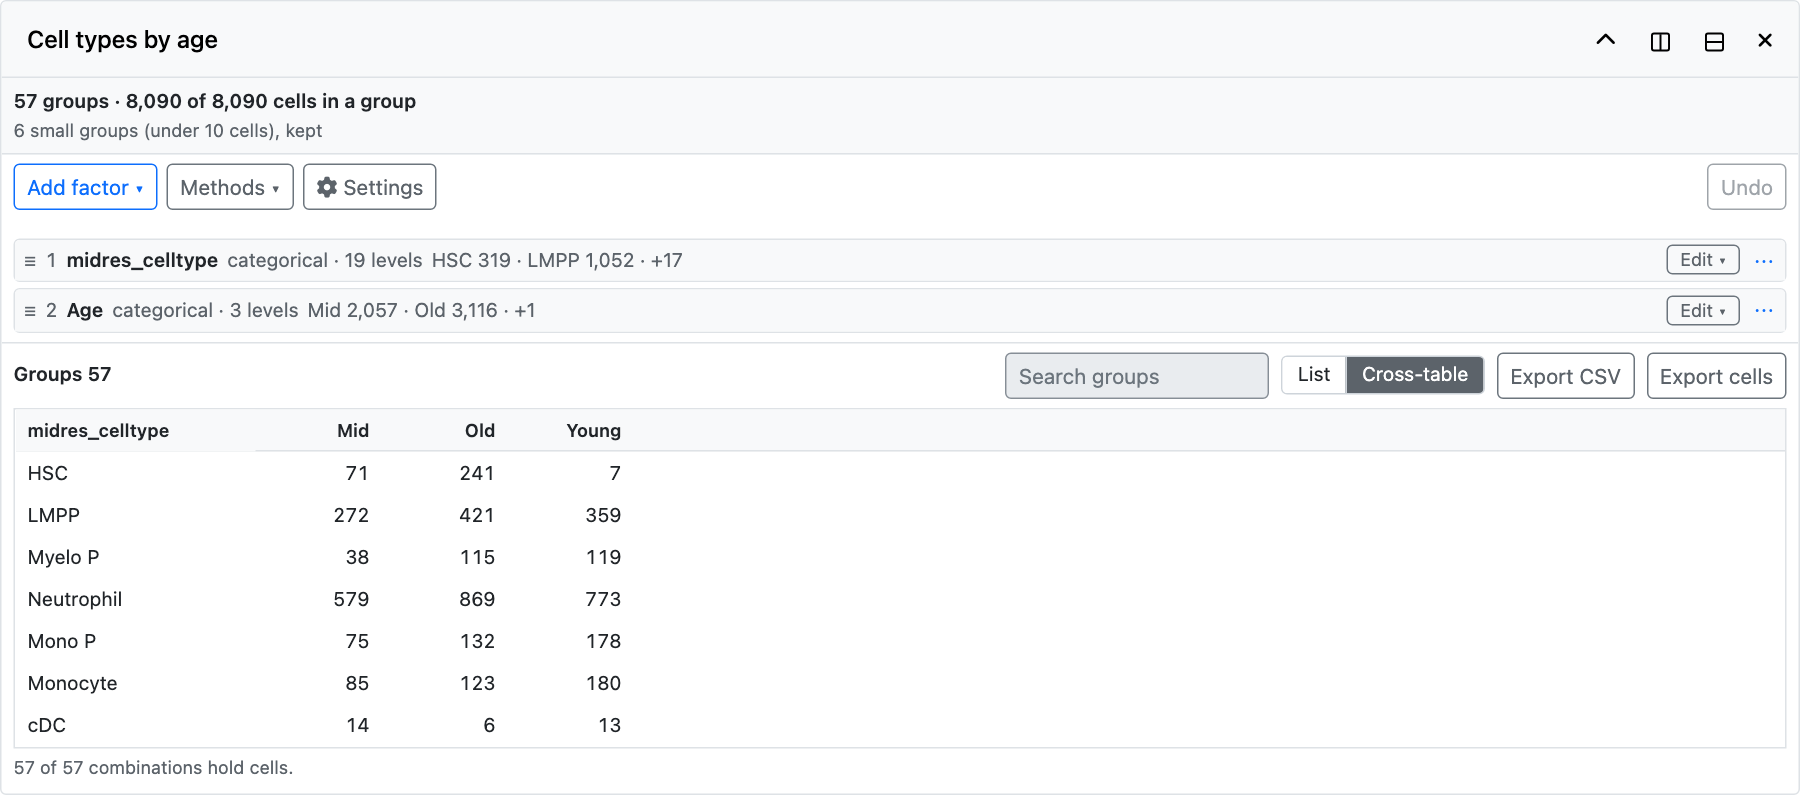 Cell types by age
57 groups · 8,090 of 8,090 cells in a group
6 small groups (under 10 cells), kept
Add factor ▾ Methods ▾ Settings Undo
≡ 1 midres_celltype categorical · 19 levels HSC 319 · LMPP 1,052 · +17 Edit ▾ ···
≡ 2 Age categorical · 3 levels Mid 2,057 · Old 3,116 · +1 Edit ▾ ···
Groups 57 Search groups List Cross-table Export CSV Export cells
midres_celltype Mid Old Young
HSC 71 241 7
LMPP 272 421 359
Myelo P 38 115 119
Neutrophil 579 869 773
Mono P 75 132 178
Monocyte 85 123 180
cDC 14 6 13
57 of 57 combinations hold cells.